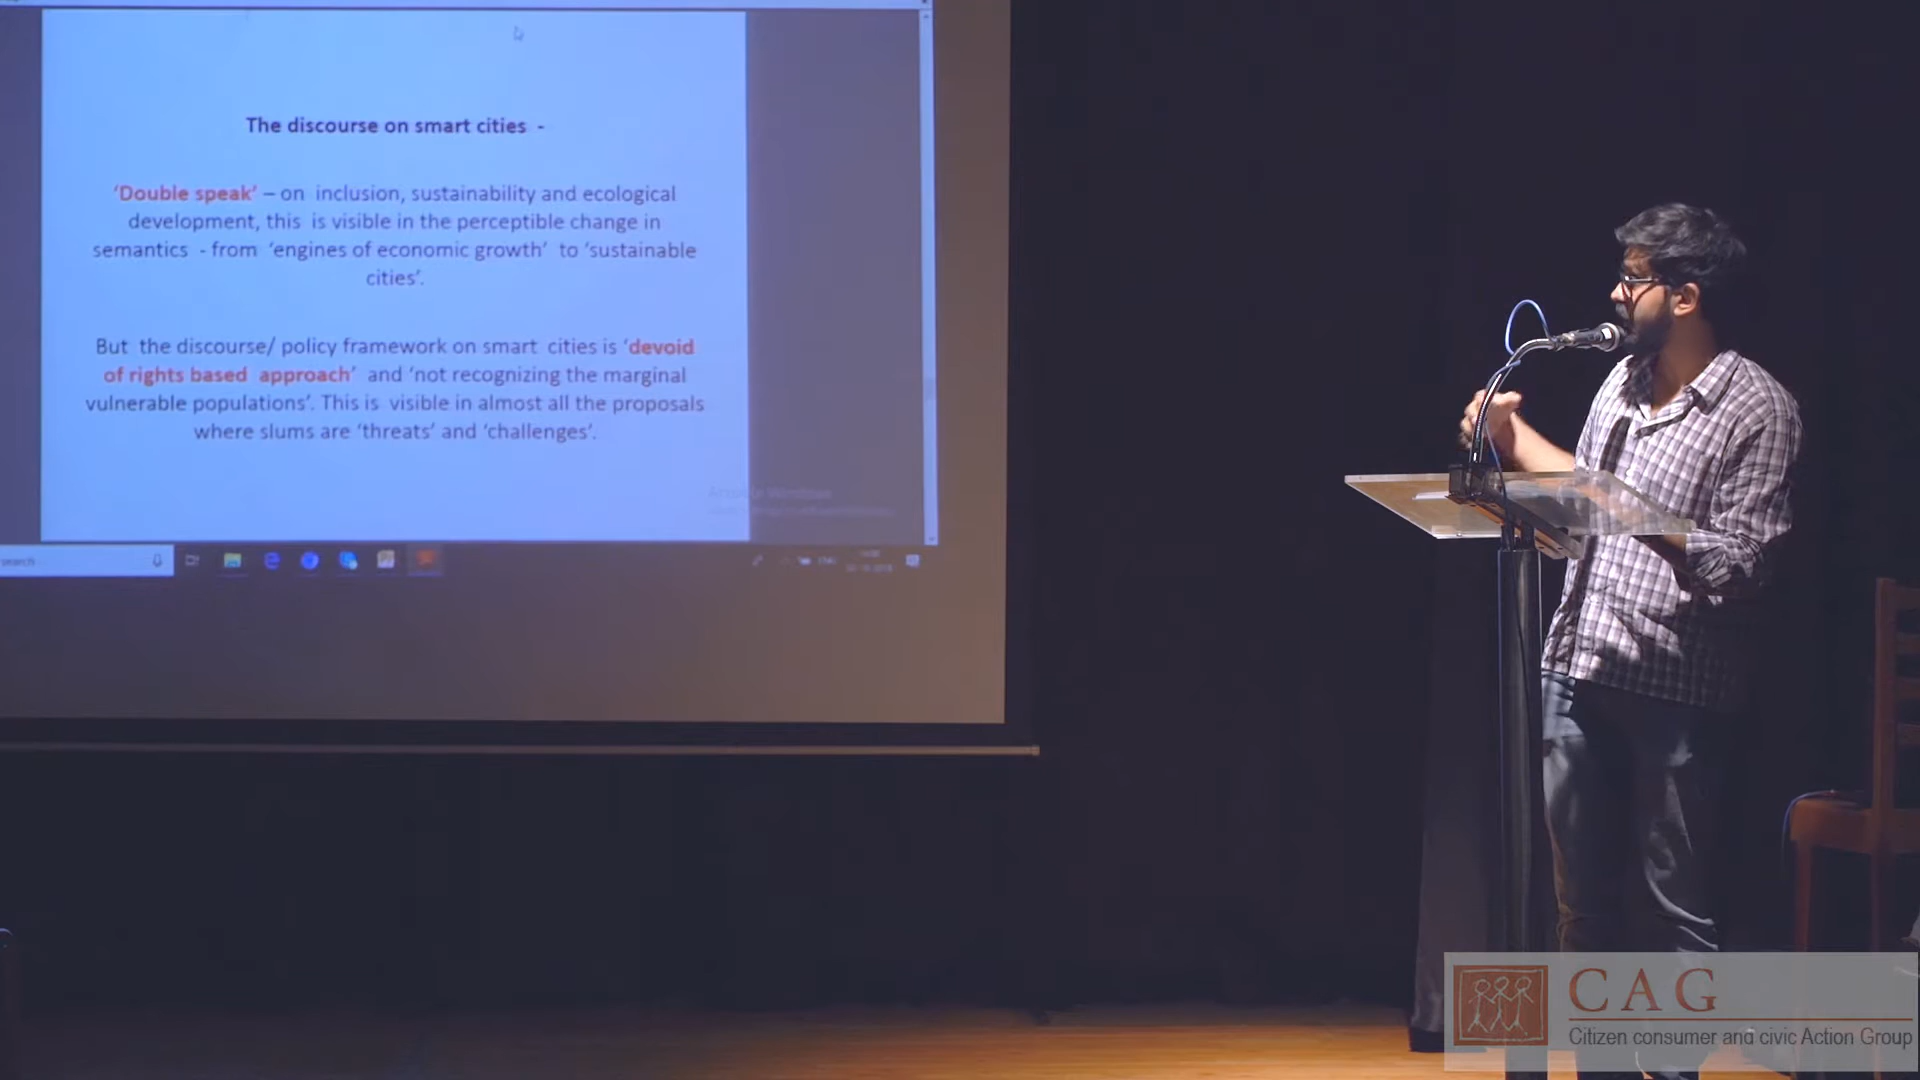 The discourse on smart cities -
‘Double speak’ – on inclusion, sustainability and ecological
development, this is visible in the perceptible change in
semantics - from ‘engines of economic growth’ to ‘sustainable
cities’.
But the discourse/ policy framework on smart cities is ‘devoid
of rights based approach’ and ‘not recognizing the marginal
vulnerable populations’. This is visible in almost all the proposals
where slums are ‘threats’ and ‘challenges’.
search
CAG
Citizen consumer and civic Action Group